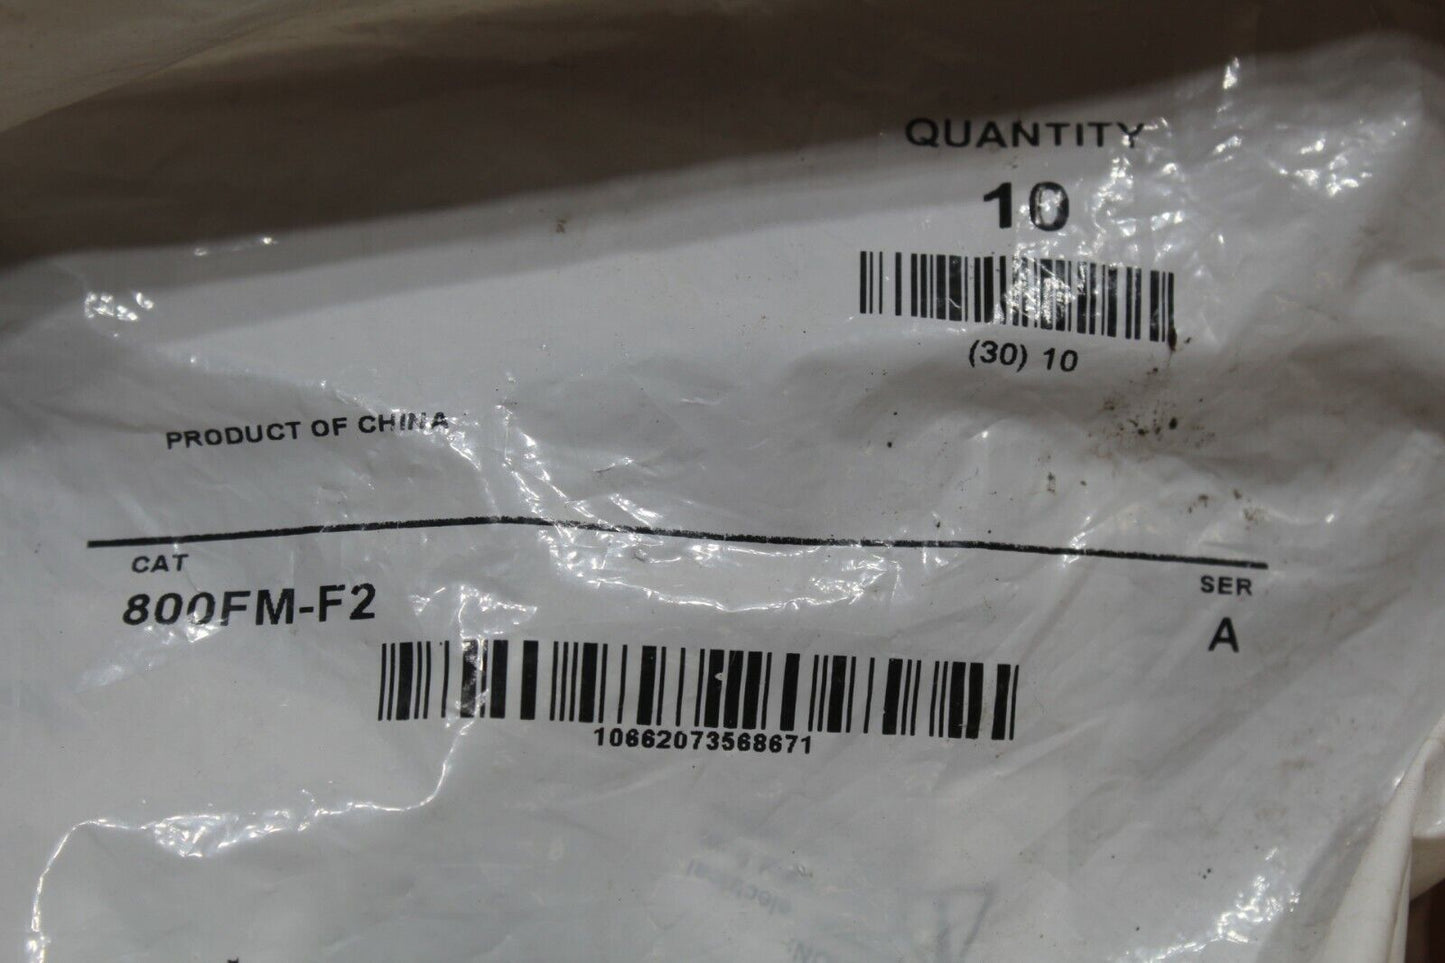 QUANTITY
10
(30) 10
PRODUCT OF CHINA
CAT
800FM-F2
SER
A
10662073568671